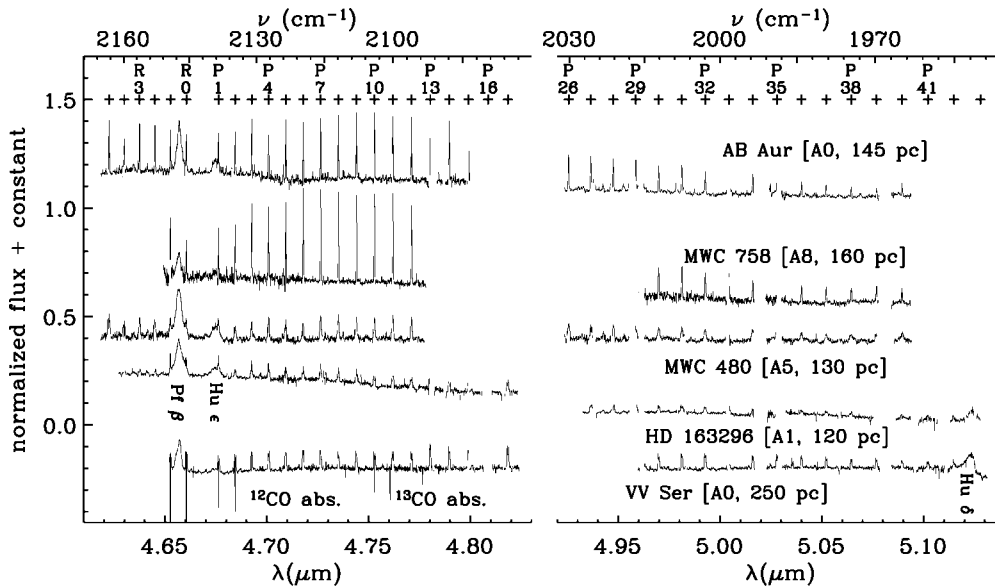 ν (cm⁻¹)
2160 2130 2100
R R P P P P P P
3 0 1 4 7 10 13 16
ν (cm⁻¹)
2030 2000 1970
P P P P P P
26 29 32 35 38 41
normalized flux + constant
1.5
1.0
0.5
0.0
AB Aur [A0, 145 pc]
MWC 758 [A8, 160 pc]
MWC 480 [A5, 130 pc]
HD 163296 [A1, 120 pc]
VV Ser [A0, 250 pc]
Pf β
Hu ε
¹²CO abs.
¹³CO abs.
Hu δ
4.65 4.70 4.75 4.80
λ(μm)
4.95 5.00 5.05 5.10
λ(μm)